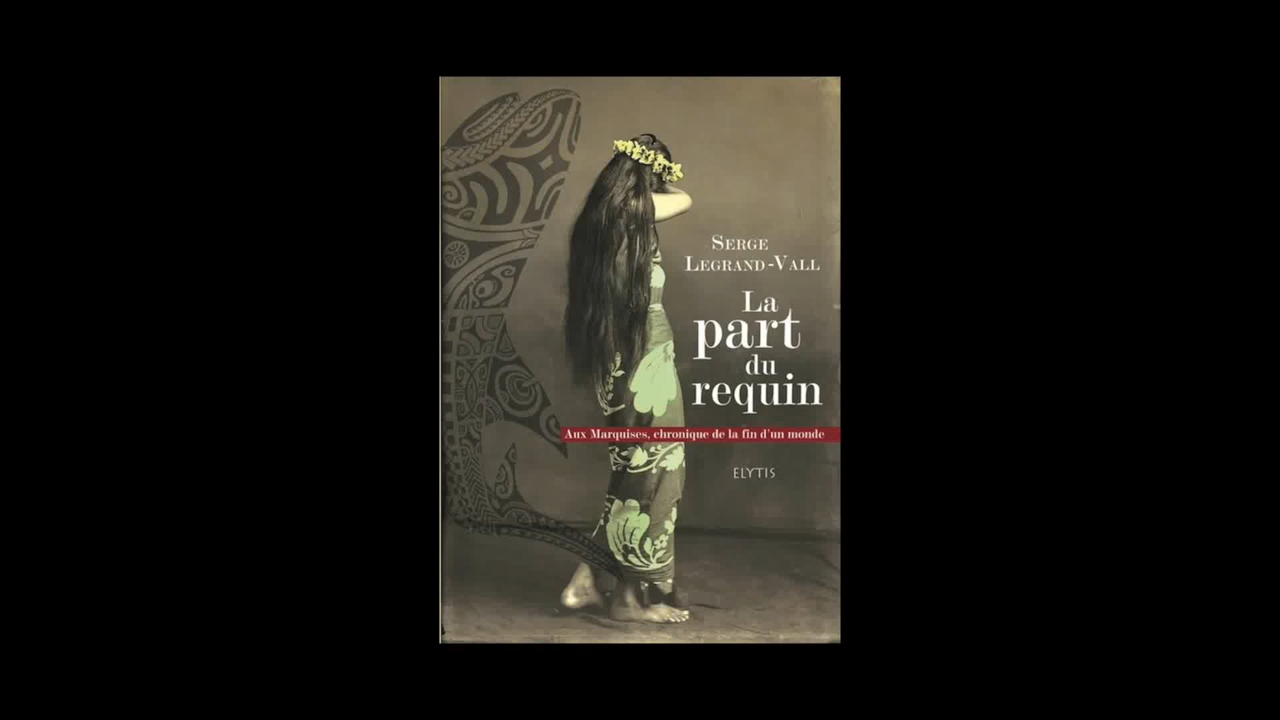 Serge
Legrand-Vall
La
part
du
requin
Aux Marquises, chronique de la fin d'un monde
ELYTIS